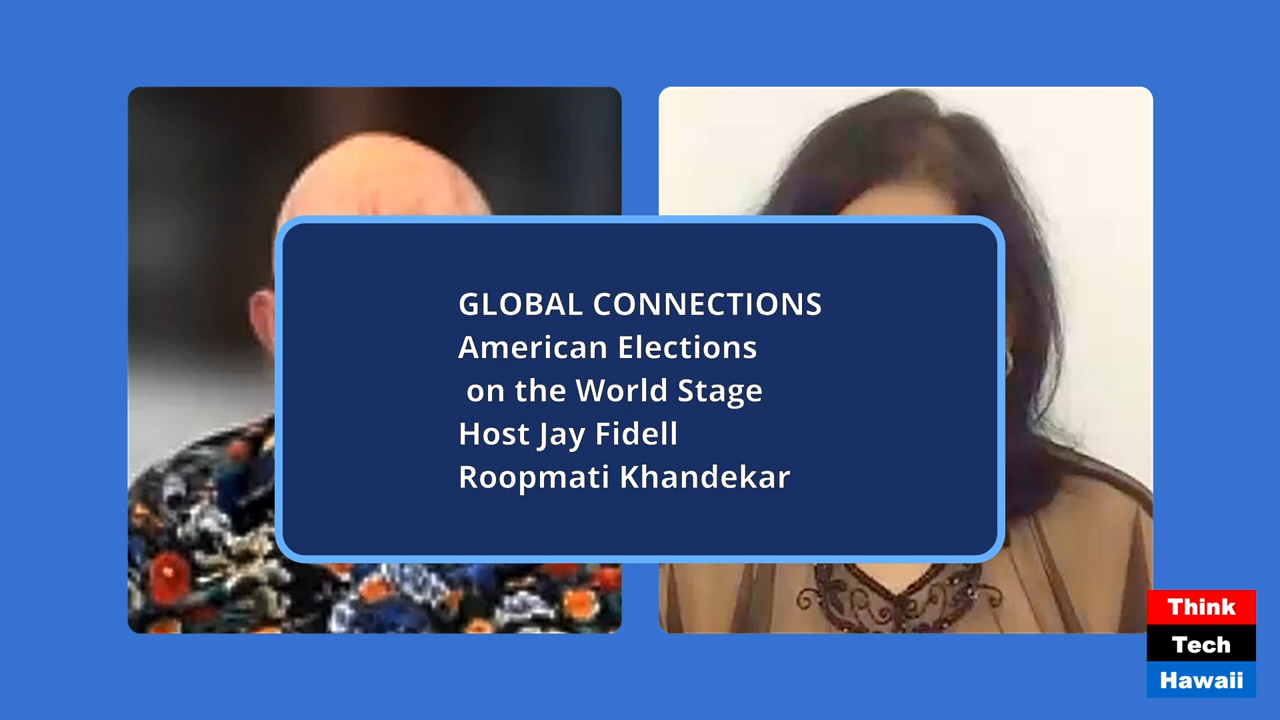 GLOBAL CONNECTIONS
American Elections
on the World Stage
Host Jay Fidell
Roopmati Khandekar
Think
Tech
Hawaii